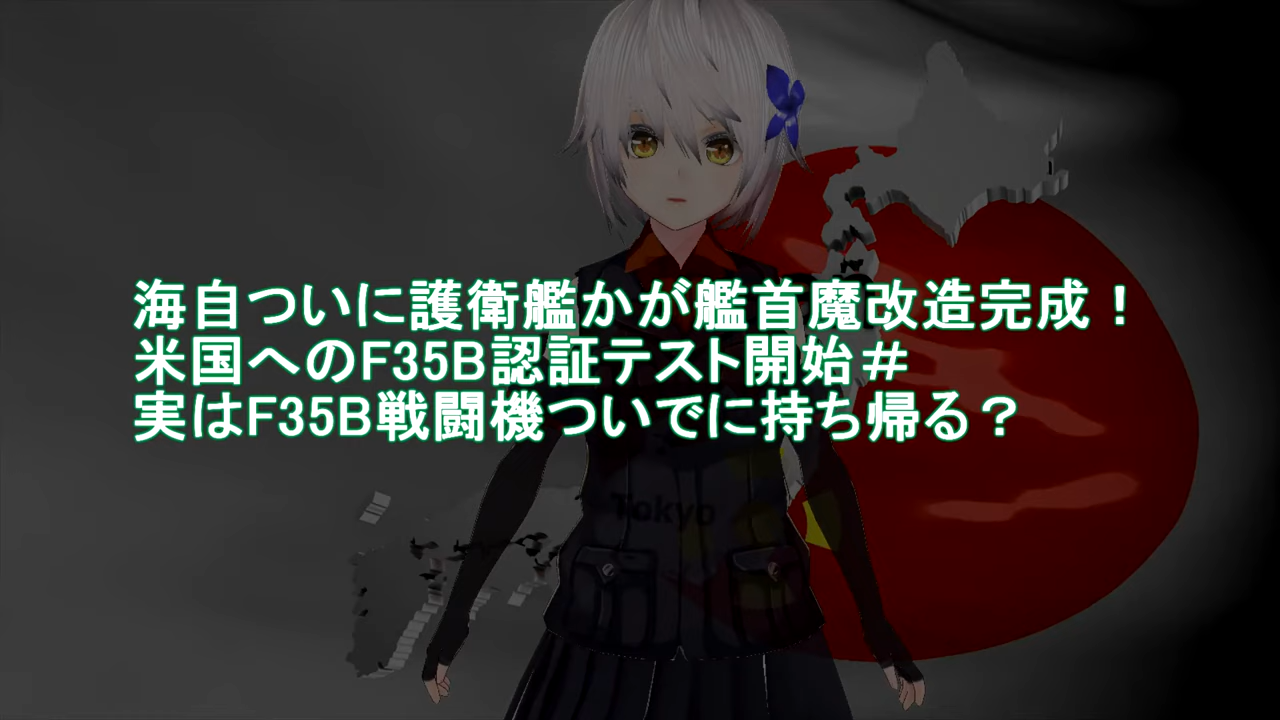 海自ついに護衛艦かが艦首魔改造完成！
米国へのF35B認証テスト開始＃
実はF35B戦闘機ついでに持ち帰る？
Tokyo